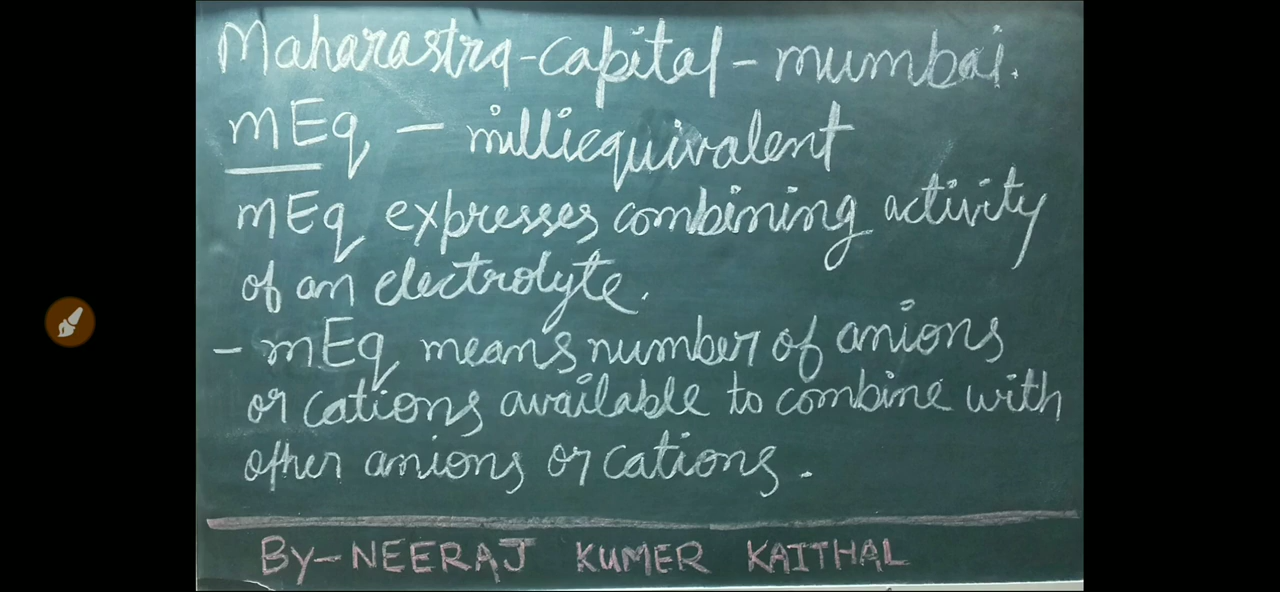 Maharastra-capital-mumbai.
mEq - milliequivalent
mEq expresses combining activity
of an electrolyte.
- mEq means number of anions
or cations available to combine with
other anions or cations.
By-NEERAJ KUMER KAITHAL